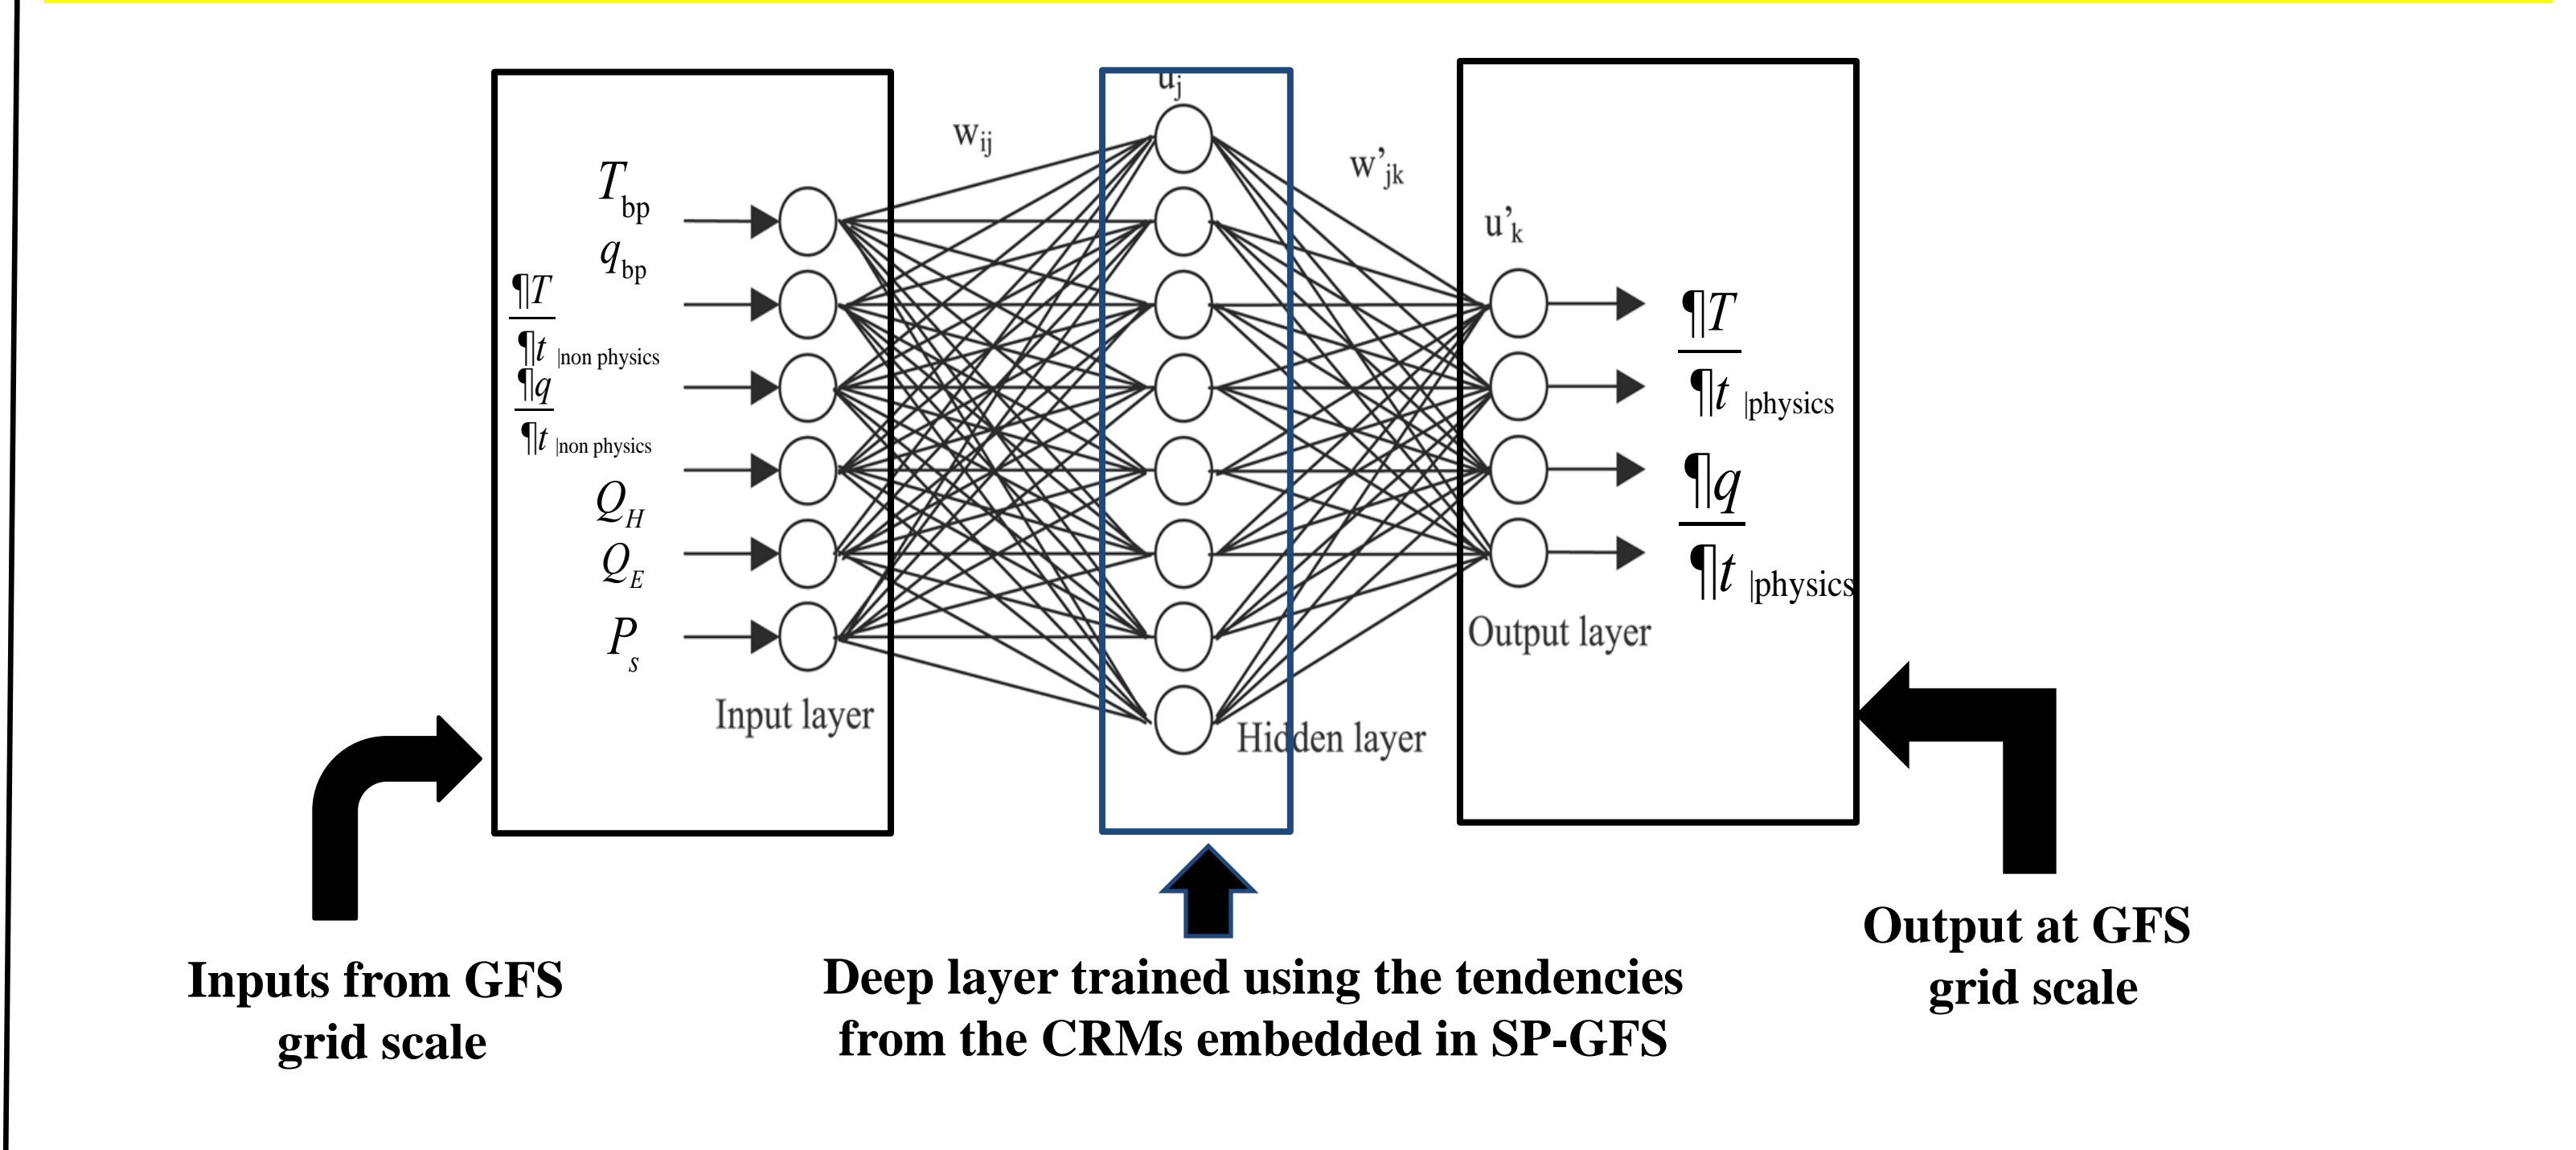 u_j
w_ij
w'_jk
T_bp
q_bp
u'_k
¶T
¶t |non physics
¶q
¶t |non physics
Q_H
Q_E
P_s
¶T
¶t |physics
¶q
¶t |physics
Input layer
Hidden layer
Output layer
Inputs from GFS
grid scale
Deep layer trained using the tendencies
from the CRMs embedded in SP-GFS
Output at GFS
grid scale